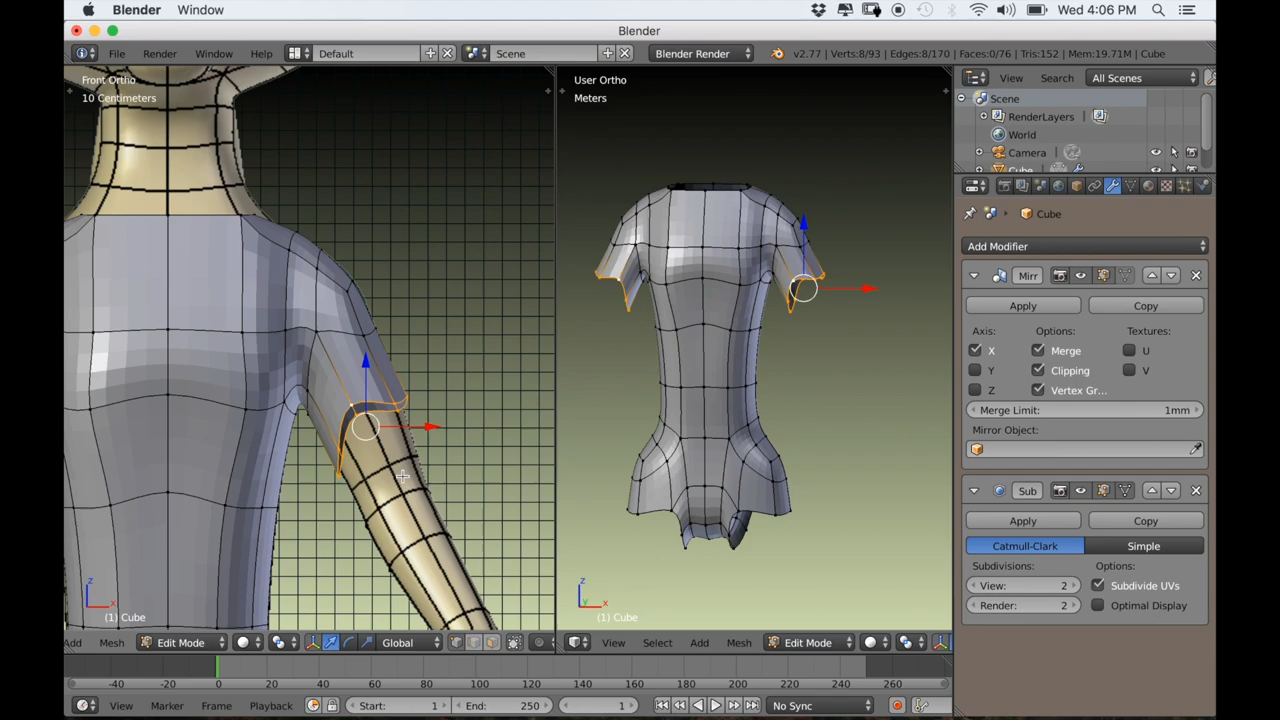 Blender Window Wed 4:06 PM
Blender
File Render Window Help Default Scene Blender Render v2.77 | Verts:8/93 | Edges:8/170 | Faces:0/76 | Tris:152 | Mem:19.71M | Cube
Front Ortho
10 Centimeters
User Ortho
Meters
View Search All Scenes
Scene
RenderLayers
World
Camera
Cube
Cube
Add Modifier
Mirr
Apply Copy
Axis: Options: Textures:
X Merge U
Y Clipping V
Z Vertex Gr...
Merge Limit: 1mm
Mirror Object:
Sub
Apply Copy
Catmull-Clark Simple
Subdivisions: Options:
View: 2 Subdivide UVs
Render: 2 Optimal Display
z x
(1) Cube
z y x
(1) Cube
Add Mesh Edit Mode Global
View Select Add Mesh Edit Mode
-40 -20 0 20 40 60 80 100 120 140 160 180 200 220 240 260 280
View Marker Frame Playback Start: 1 End: 250 1 No Sync